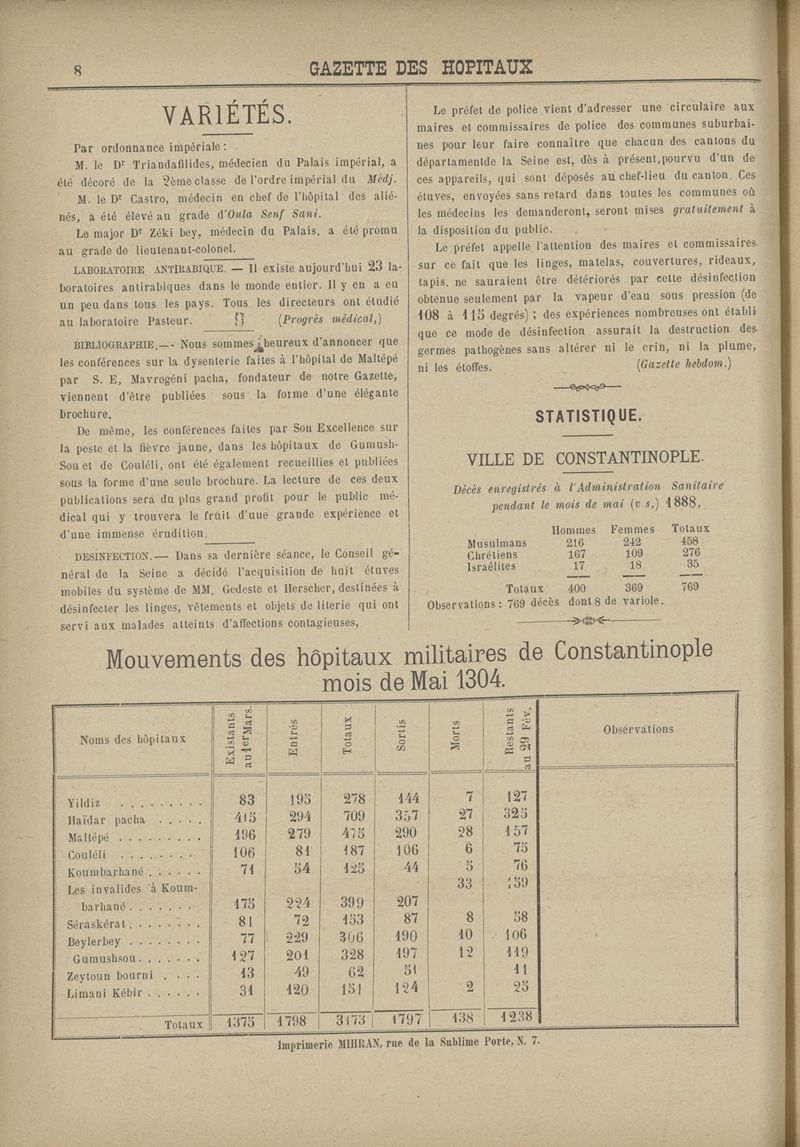 8
GAZETTE DES HOPITAUX
VARIÉTÉS.
Par ordonnance impériale :
M. le Dr Triandafilides, médecien du Palais impérial, a
été décoré de la 2ème classe de l'ordre impérial du Médj.
M. le Dr Castro, médecin en chef de l'hôpital des alié-
nés, a été élevé au grade d'Oula Senf Sani.
Le major Dr Zéki bey, médecin du Palais. a été promu
au grade de lieutenant-colonel.
LABORATOIRE ANTIRABIQUE. — Il existe aujourd'hui 23 la-
boratoires antirabiques dans le monde entier. Il y en a eu
un peu dans tous les pays. Tous les directeurs ont étudié
au laboratoire Pasteur. (Progrès médical,)
BIBLIOGRAPHIE.— - Nous sommes heureux d'annoncer que
les conférences sur la dysenterie faites à l'hôpital de Maltépé
par S. E, Mavrogéni pacha, fondateur de notre Gazette,
viennent d'être publiées sous la forme d'une élégante
brochure.
De même, les conférences faites par Son Excellence sur
la peste et la fièvre jaune, dans les hôpitaux de Gumush-
Sou et de Couléli, ont été également recueillies et publiées
sous la forme d'une seule brochure. La lecture de ces deux
publications sera du plus grand profit pour le public mé-
dical qui y trouvera le fruit d'une grande expérience et
d'une immense érudition.
DESINFECTION.— Dans sa dernière séance, le Conseil gé-
néral de la Seine a décidé l'acquisition de huit étuves
mobiles du système de MM. Gedeste et Herscher, destinées à
désinfecter les linges, vêtements et objets de literie qui ont
servi aux malades atteints d'affections contagieuses,
Le préfet de police vient d'adresser une circulaire aux
maires et commissaires de police des communes suburbai-
nes pour leur faire connaître que chacun des cantons du
départamentde la Seine est, dès à présent,pourvu d'un de
ces appareils, qui sont déposés au chef-lieu du canton. Ces
étuves, envoyées sans retard dans toutes les communes où
les médecins les demanderont, seront mises gratuitement à
la disposition du public.
Le préfet appelle l'attention des maires et commissaires
sur ce fait que les linges, matelas, couvertures, rideaux,
tapis. ne sauraient être détériorés par cette désinfection
obtenue seulement par la vapeur d'eau sous pression (de
108 à 115 degrés) ; des expériences nombreuses ont établi
que ce mode de désinfection assurait la destruction des
germes pathogènes sans altérer ni le crin, ni la plume,
ni les étoffes. (Gazette hebdom.)
STATISTIQUE.
VILLE DE CONSTANTINOPLE.
Décès enregistrés à l'Administration Sanitaire
pendant le mois de mai (v s,) 1888,
Hommes Femmes Totaux
Musulmans 216 242 458
Chrétiens 167 109 276
Israélites 17 18 35
Totaux 400 369 769
Observations : 769 décès dont 8 de variole.
Mouvements des hôpitaux militaires de Constantinople
mois de Mai 1304.
Noms des hôpitaux Existants au 1er Mars. Entrés Totaux Sortis Morts Restants au 29 Fév. Observations
Yildiz . . . . . . . . . 83 195 278 144 7 127
Haïdar pacha . . . . . 415 294 709 357 27 325
Maltépé . . . . . . . . . 196 279 475 290 28 157
Couléli . . . . . . . . 106 81 187 106 6 75
Koumbarhané . . . . . . 71 54 125 44 5 76
Les invalides à Koum- 33 159
barhané . . . . . . . 175 224 399 207
Séraskérat . . . . . . . . 81 72 153 87 8 58
Beylerbey . . . . . . . . 77 229 306 190 10 106
Gumushsou . . . . . . . 127 201 328 197 12 119
Zeytoun bourni . . . . 13 49 62 51 11
Limani Kébir . . . . . . 31 120 151 124 2 25
Totaux 1375 1798 3173 1797 138 1238
Imprimerie MIHRAN, rue de la Sublime Porte, N. 7.